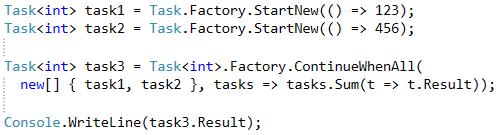 Task<int> task1 = Task.Factory.StartNew(() => 123);
Task<int> task2 = Task.Factory.StartNew(() => 456);
Task<int> task3 = Task<int>.Factory.ContinueWhenAll(
new[] { task1, task2 }, tasks => tasks.Sum(t => t.Result));
Console.WriteLine(task3.Result);